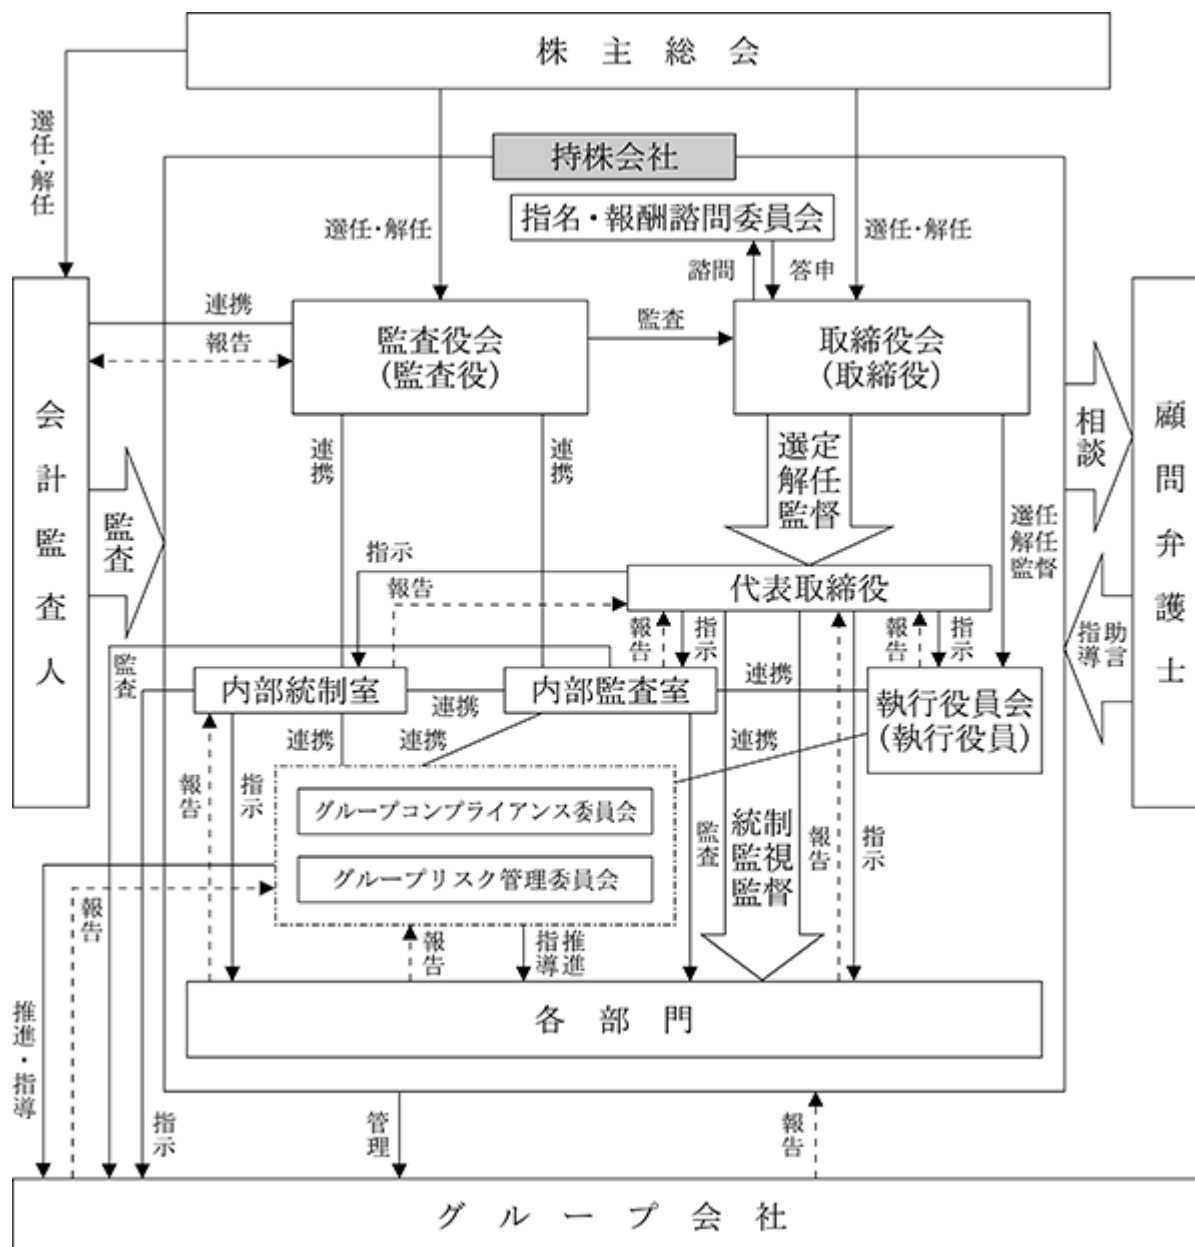 株主総会
選任・解任
持株会社
指名・報酬諮問委員会
選任・解任
選任・解任
諮問
答申
連携
報告
監査役会
(監査役)
監査
取締役会
(取締役)
会計監査人
監査
連携
連携
選定
解任
監督
選任
解任
監督
相談
顧問弁護士
助言
指導
指示
報告
代表取締役
報告
指示
報告
指示
監査
内部統制室
連携
内部監査室
連携
執行役員会
(執行役員)
連携
連携
連携
報告
指示
グループコンプライアンス委員会
グループリスク管理委員会
監査
統制
監視
監督
報告
指示
報告
報告
推進
指導
各部門
推進・指導
指示
管理
報告
グループ会社